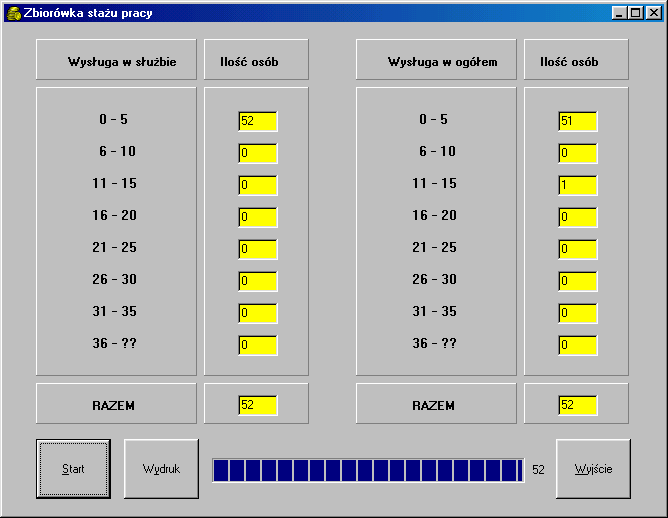 Zbiorówka stażu pracy
Wysługa w służbie Ilość osób Wysługa w ogółem Ilość osób
0 - 5 52 0 - 5 51
6 - 10 0 6 - 10 0
11 - 15 0 11 - 15 1
16 - 20 0 16 - 20 0
21 - 25 0 21 - 25 0
26 - 30 0 26 - 30 0
31 - 35 0 31 - 35 0
36 - ?? 0 36 - ?? 0
RAZEM 52 RAZEM 52
Start Wydruk 52 Wyjście